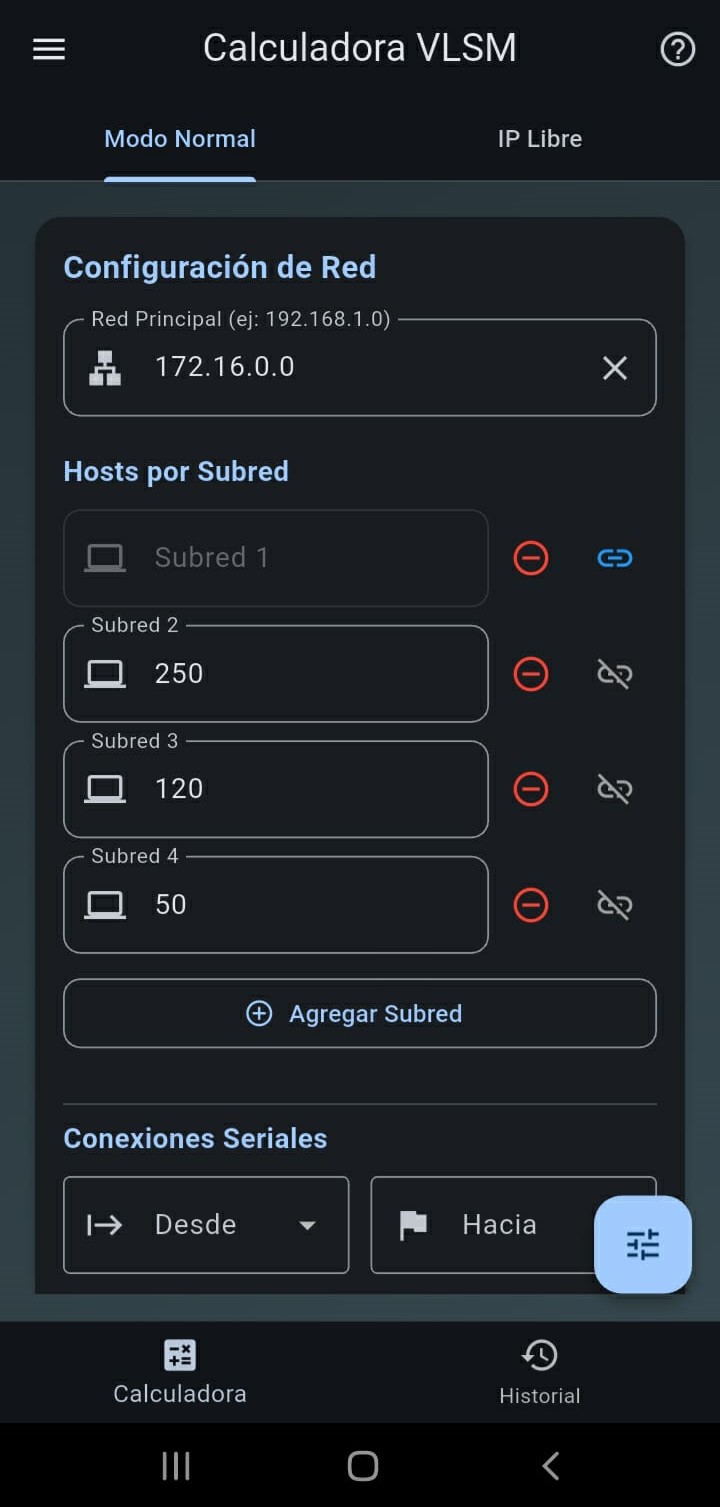 Calculadora VLSM
Modo Normal
IP Libre
Configuración de Red
Red Principal (ej: 192.168.1.0)
172.16.0.0
Hosts por Subred
Subred 1
Subred 2
250
Subred 3
120
Subred 4
50
Agregar Subred
Conexiones Seriales
Desde
Hacia
Calculadora
Historial